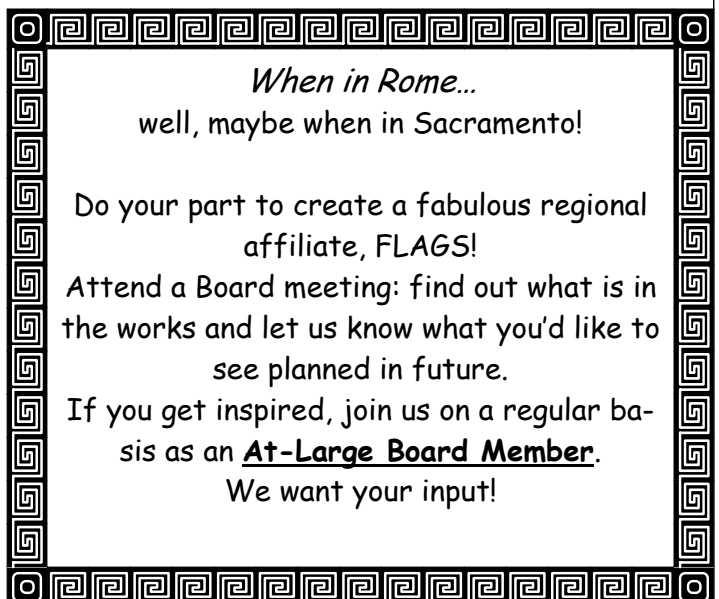 When in Rome…
well, maybe when in Sacramento!
Do your part to create a fabulous regional
affiliate, FLAGS!
Attend a Board meeting: find out what is in
the works and let us know what you’d like to
see planned in future.
If you get inspired, join us on a regular ba-
sis as an At-Large Board Member.
We want your input!